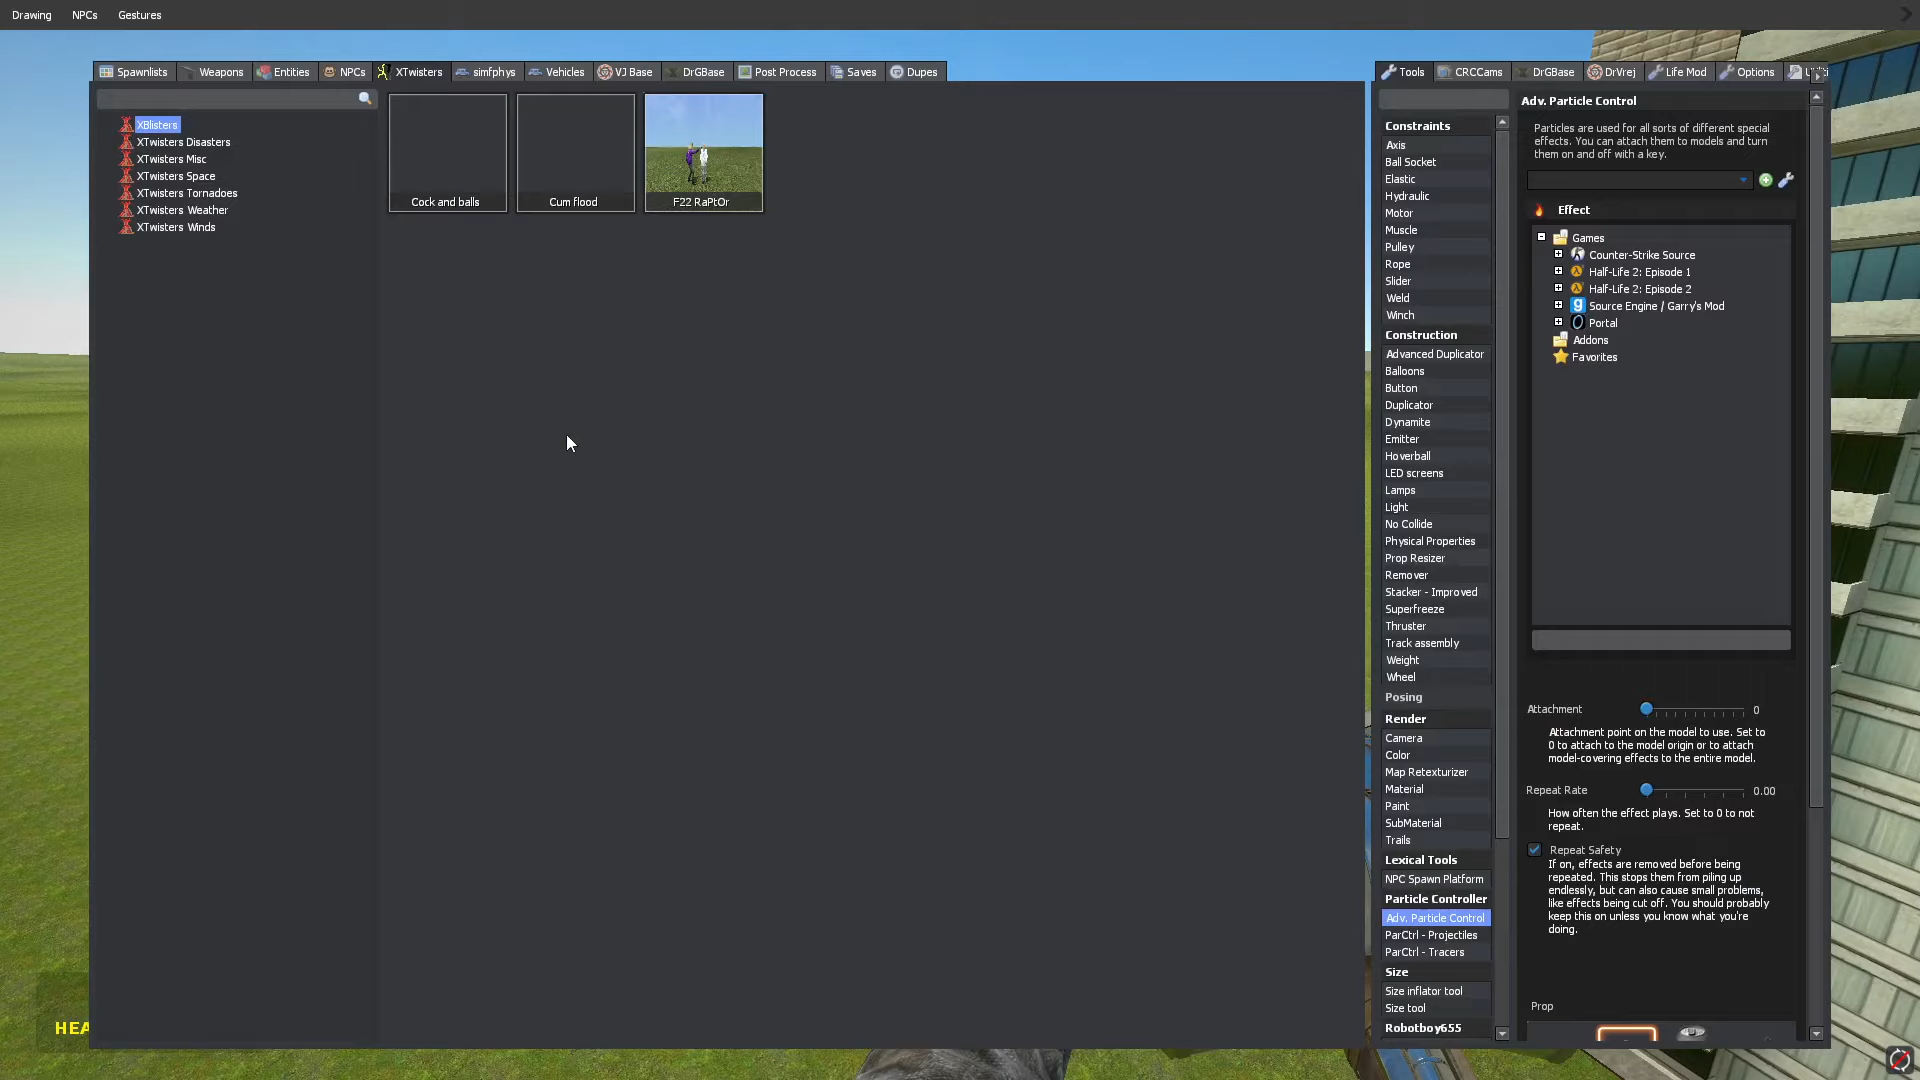 Drawing NPCs Gestures
Spawnlists Weapons Entities NPCs XTwisters simfphys Vehicles VJ Base DrGBase Post Process Saves Dupes
XBlisters
XTwisters Disasters
XTwisters Misc
XTwisters Space
XTwisters Tornadoes
XTwisters Weather
XTwisters Winds
Cock and balls
Cum flood
F22 RaPtOr
HEA
Tools CRCCams DrGBase DrVrej Life Mod Options
Constraints
Axis
Ball Socket
Elastic
Hydraulic
Motor
Muscle
Pulley
Rope
Slider
Weld
Winch
Construction
Advanced Duplicator
Balloons
Button
Duplicator
Dynamite
Emitter
Hoverball
LED screens
Lamps
Light
No Collide
Physical Properties
Prop Resizer
Remover
Stacker - Improved
Superfreeze
Thruster
Track assembly
Weight
Wheel
Posing
Render
Camera
Color
Map Retexturizer
Material
Paint
SubMaterial
Trails
Lexical Tools
NPC Spawn Platform
Particle Controller
Adv. Particle Control
ParCtrl - Projectiles
ParCtrl - Tracers
Size
Size inflator tool
Size tool
Robotboy655
Adv. Particle Control
Particles are used for all sorts of different special
effects. You can attach them to models and turn
them on and off with a key.
Effect
Games
Counter-Strike Source
Half-Life 2: Episode 1
Half-Life 2: Episode 2
g Source Engine / Garry's Mod
Portal
Addons
Favorites
Attachment 0
Attachment point on the model to use. Set to
0 to attach to the model origin or to attach
model-covering effects to the entire model.
Repeat Rate 0.00
How often the effect plays. Set to 0 to not
repeat.
Repeat Safety
If on, effects are removed before being
repeated. This stops them from piling up
endlessly, but can also cause small problems,
like effects being cut off. You should probably
keep this on unless you know what you're
doing.
Prop